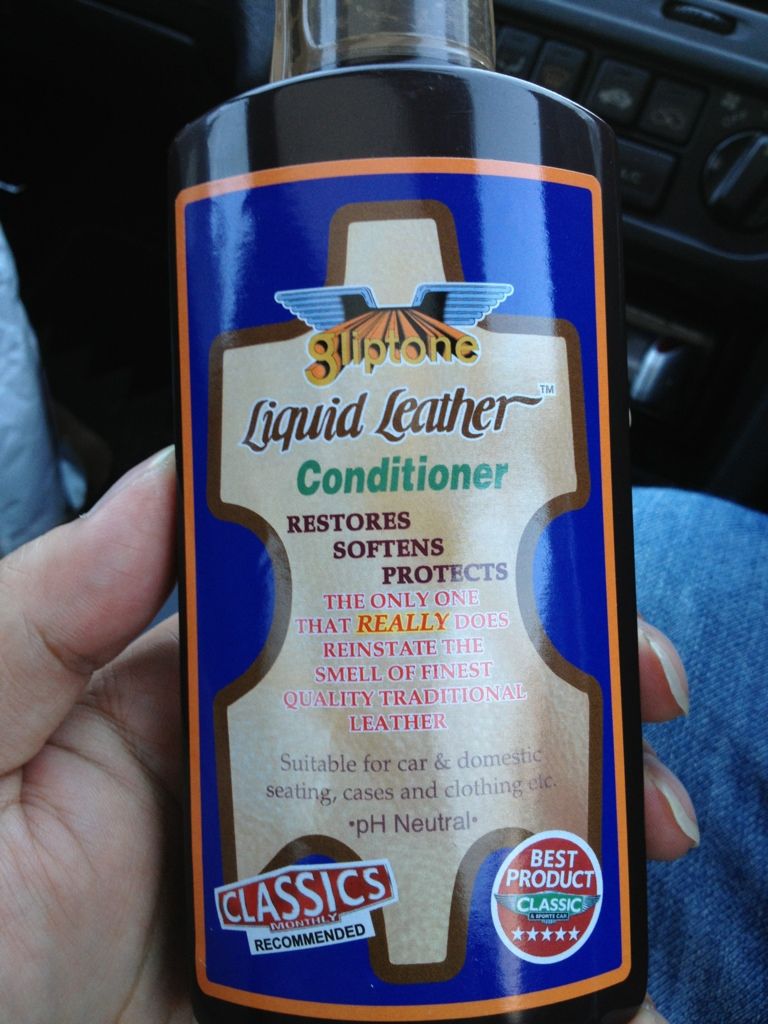 gliptone
Liquid Leather™
Conditioner
RESTORES
SOFTENS
PROTECTS
THE ONLY ONE
THAT REALLY DOES
REINSTATE THE
SMELL OF FINEST
QUALITY TRADITIONAL
LEATHER
Suitable for car & domestic
seating, cases and clothing etc.
•pH Neutral•
CLASSICS
MONTHLY
RECOMMENDED
BEST
PRODUCT
CLASSIC
& SPORTS CAR